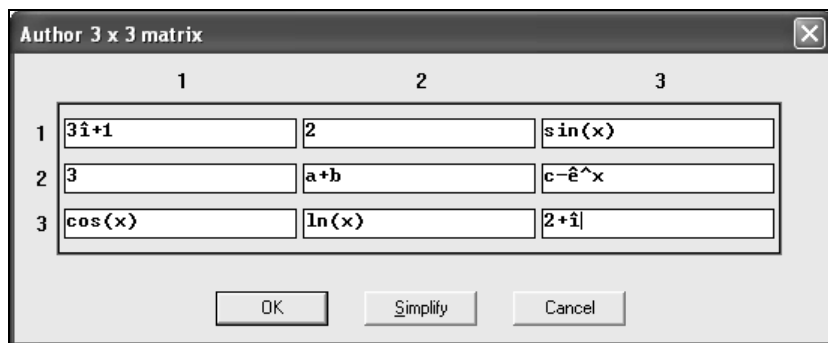 Author 3 x 3 matrix
1 2 3
1 3î+1 2 sin(x)
2 3 a+b c-ê^x
3 cos(x) ln(x) 2+î
OK Simplify Cancel